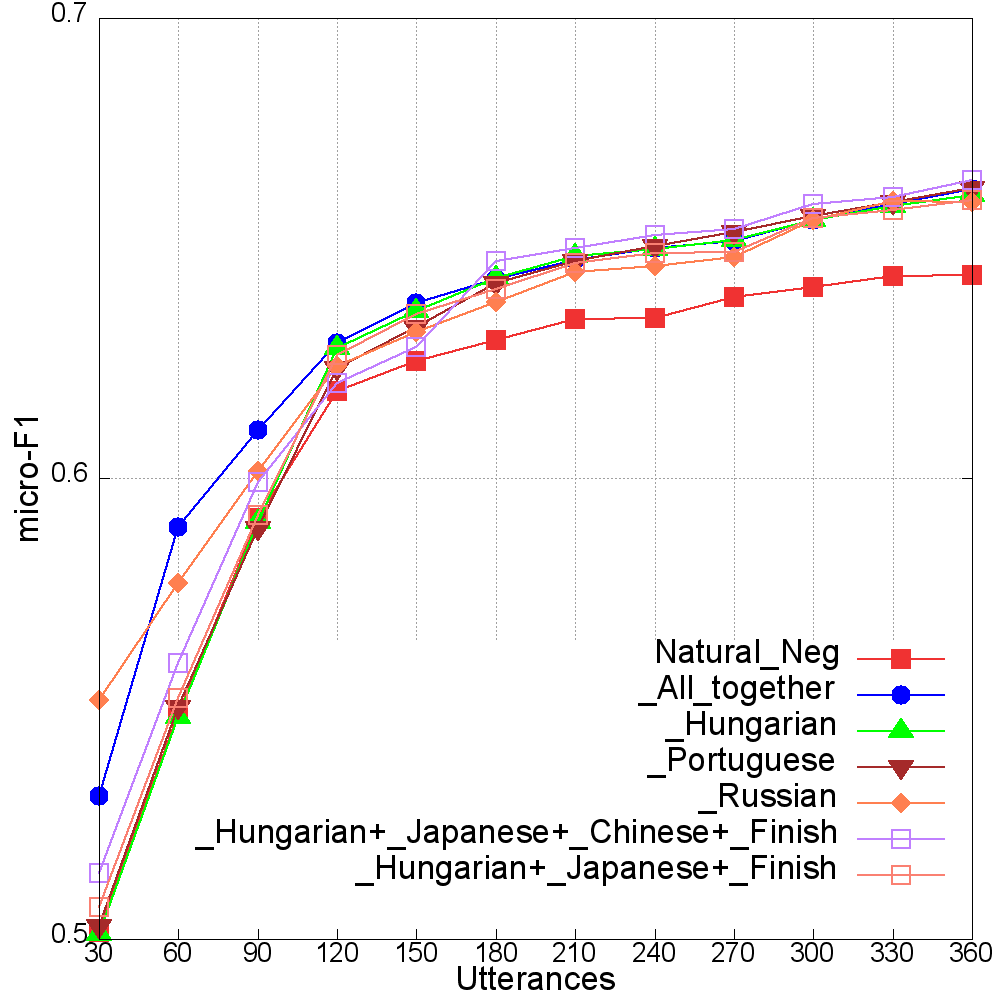 0.7
0.6
0.5
micro-F1
Natural_Neg
_All_together
_Hungarian
_Portuguese
_Russian
_Hungarian+_Japanese+_Chinese+_Finish
_Hungarian+_Japanese+_Finish
30 60 90 120 150 180 210 240 270 300 330 360
Utterances